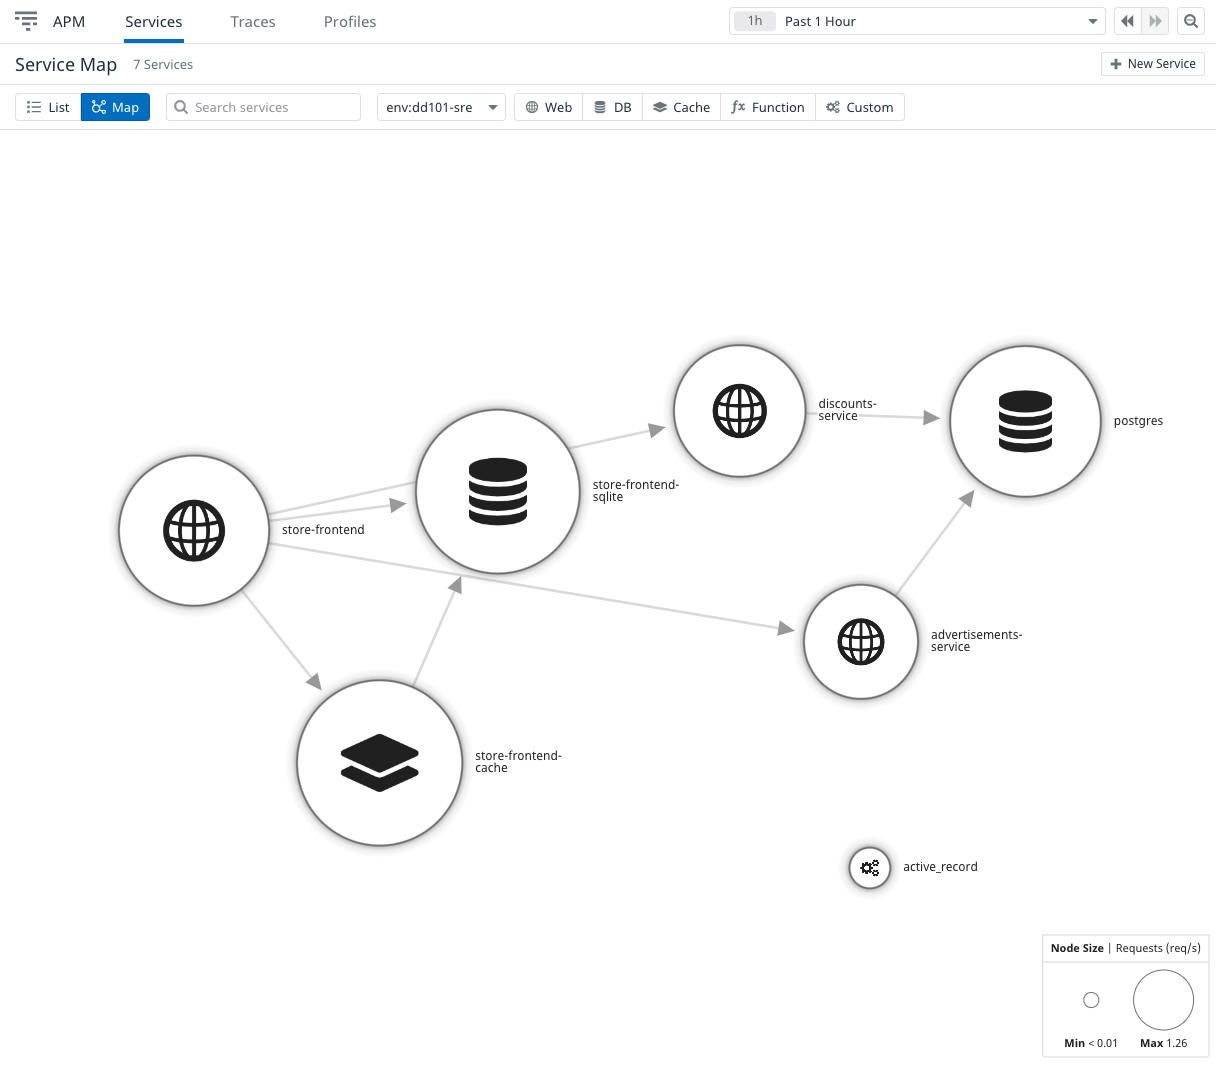 APM Services Traces Profiles 1h Past 1 Hour
Service Map 7 Services + New Service
List Map Search services env:dd101-sre Web DB Cache Function Custom
discounts-
service
postgres
store-frontend-
sqlite
store-frontend
advertisements-
service
store-frontend-
cache
active_record
Node Size | Requests (req/s)
Min < 0.01 Max 1.26